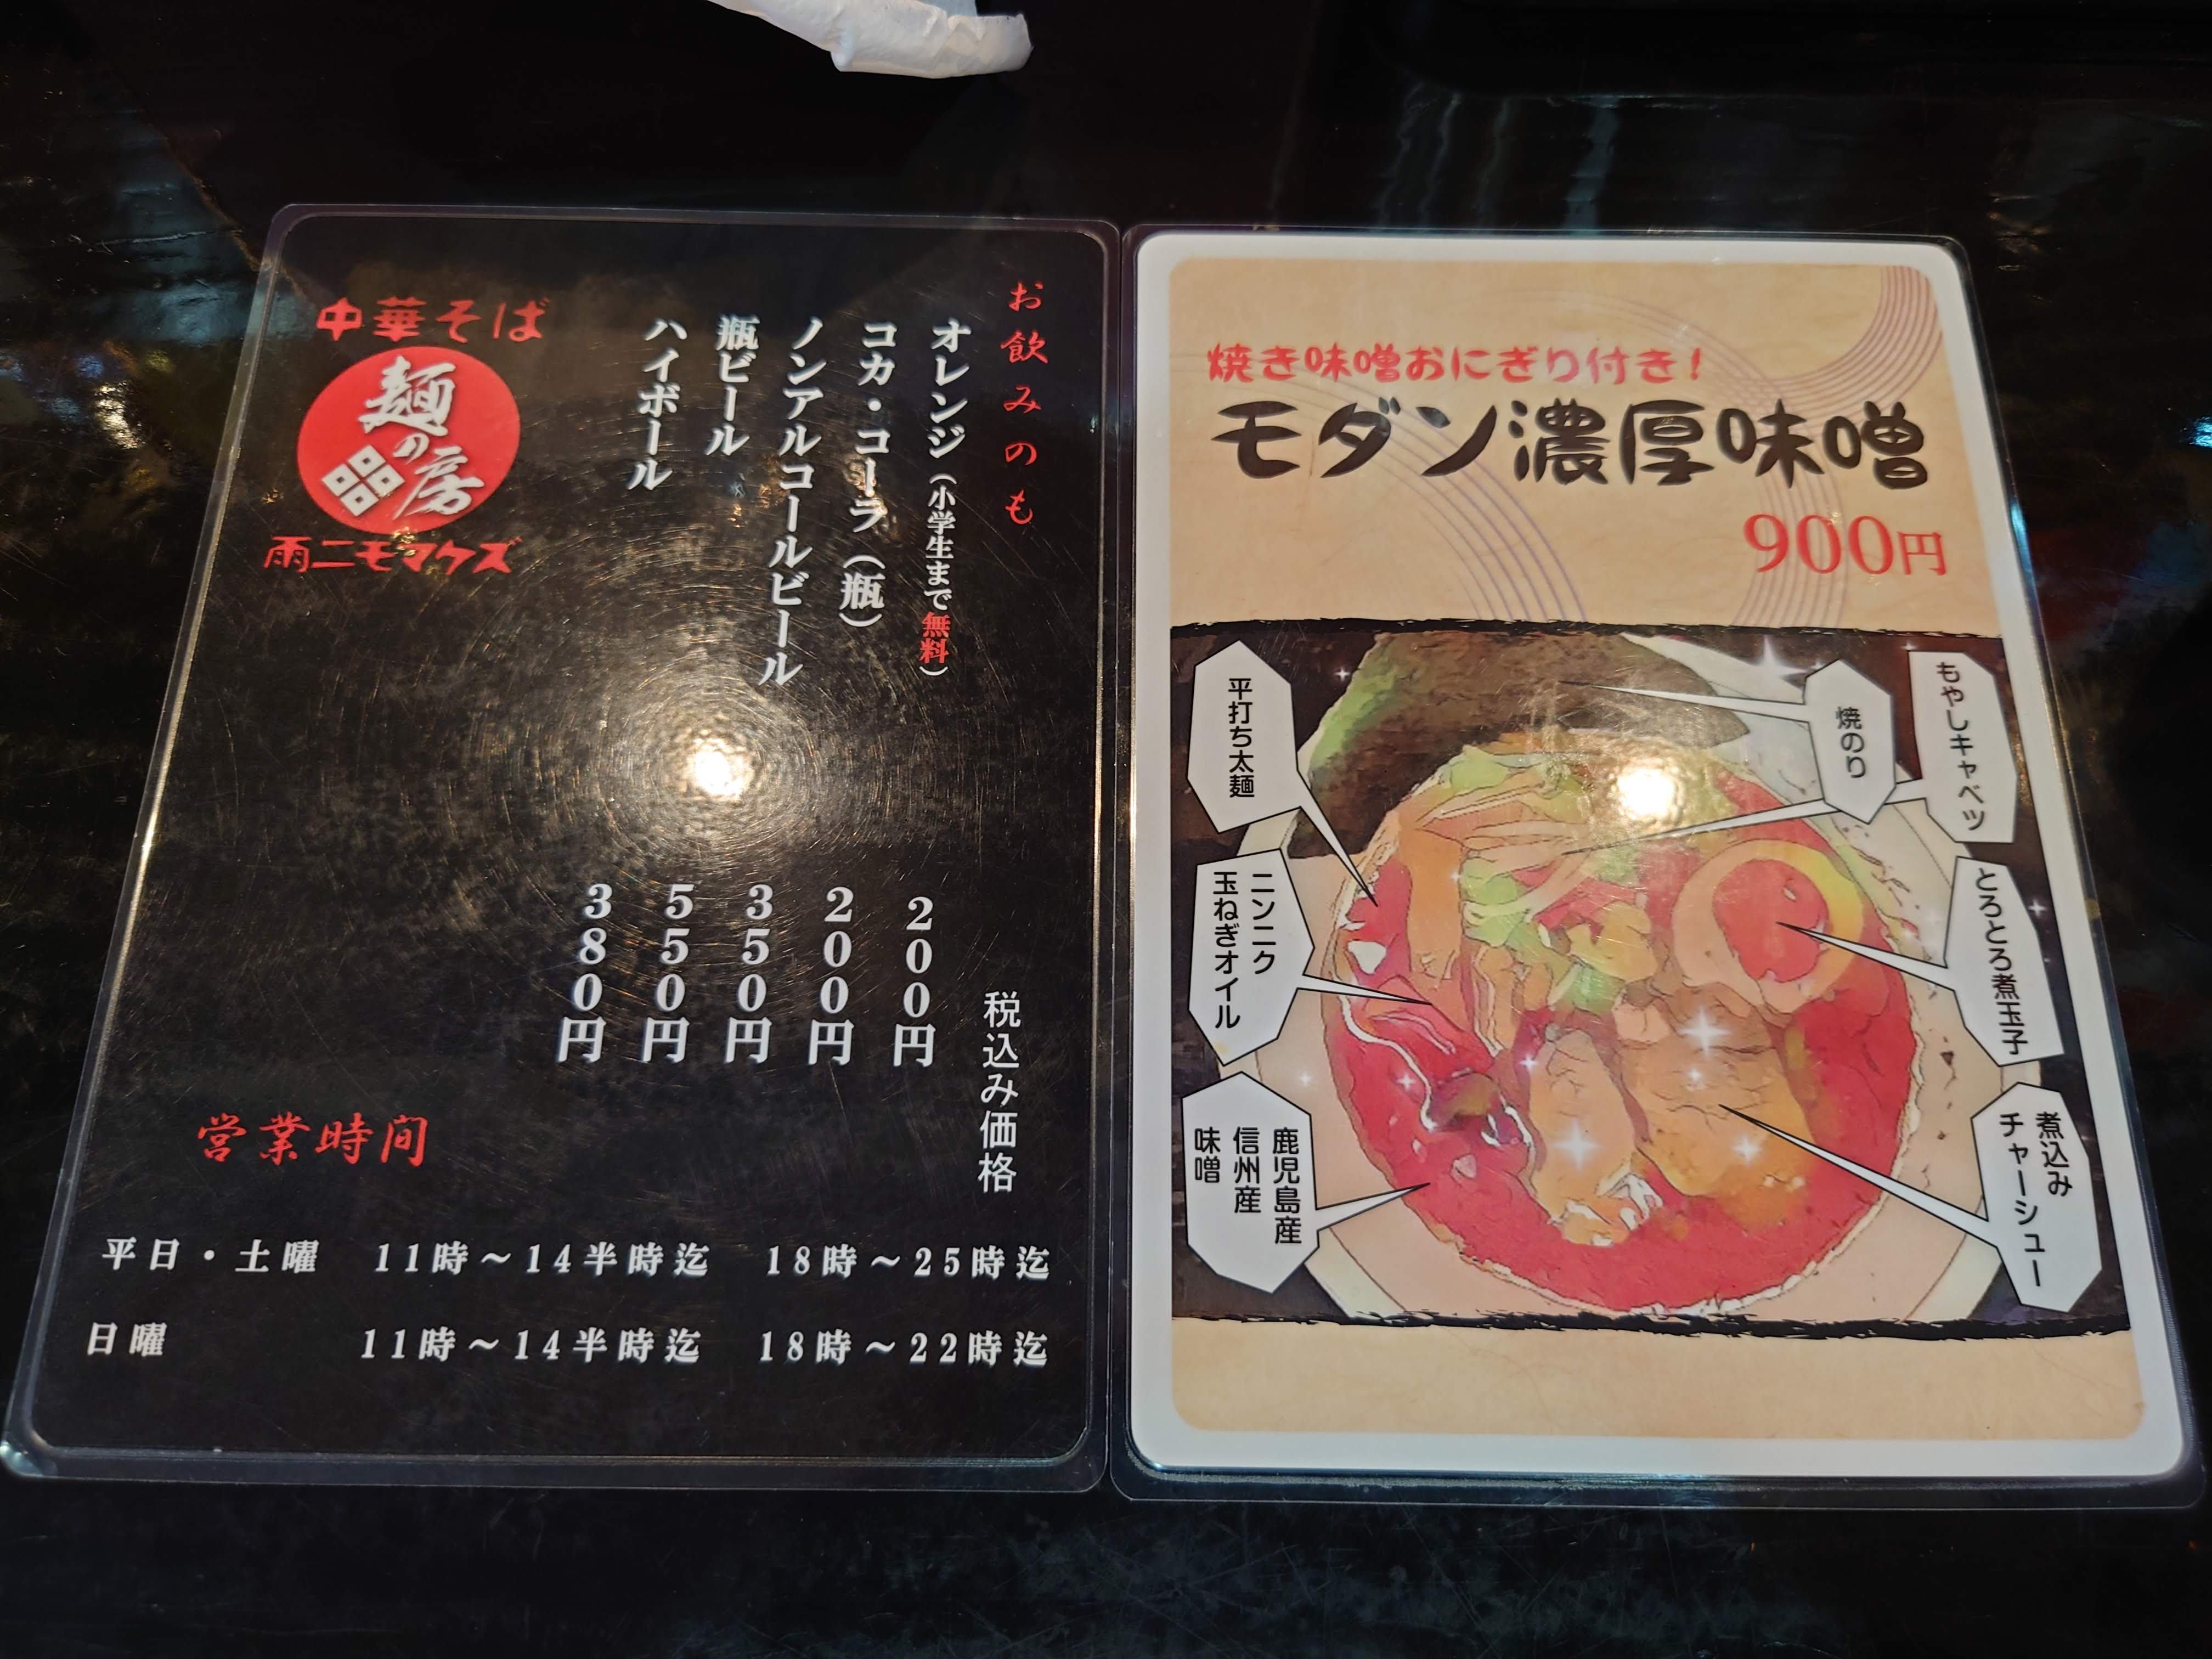 中華そば
麺の房
雨ニモマケズ
お飲みのも
オレンジ（小学生まで無料） 200円
コカ・コーラ（瓶） 200円
ノンアルコールビール 350円
瓶ビール 550円
ハイボール 380円
税込み価格
営業時間
平日・土曜 11時～14半時迄 18時～25時迄
日曜 11時～14半時迄 18時～22時迄
焼き味噌おにぎり付き！
モダン濃厚味噌
900円
もやしキャベツ
焼のり
平打ち太麺
とろとろ煮玉子
ニンニク
玉ねぎオイル
煮込み
チャーシュー
鹿児島産
信州産
味噌